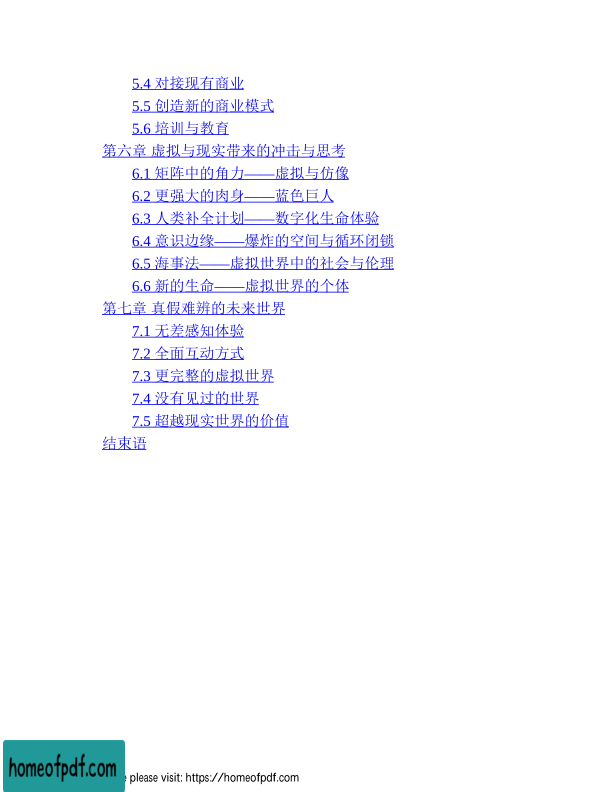 5.4 对接现有商业
5.5 创造新的商业模式
5.6 培训与教育
第六章 虚拟与现实带来的冲击与思考
6.1 矩阵中的角力——虚拟与仿像
6.2 更强大的肉身——蓝色巨人
6.3 人类补全计划——数字化生命体验
6.4 意识边缘——爆炸的空间与循环闭锁
6.5 海事法——虚拟世界中的社会与伦理
6.6 新的生命——虚拟世界的个体
第七章 真假难辨的未来世界
7.1 无差感知体验
7.2 全面互动方式
7.3 更完整的虚拟世界
7.4 没有见过的世界
7.5 超越现实世界的价值
结束语
homeofpdf.com
please visit: https://homeofpdf.com